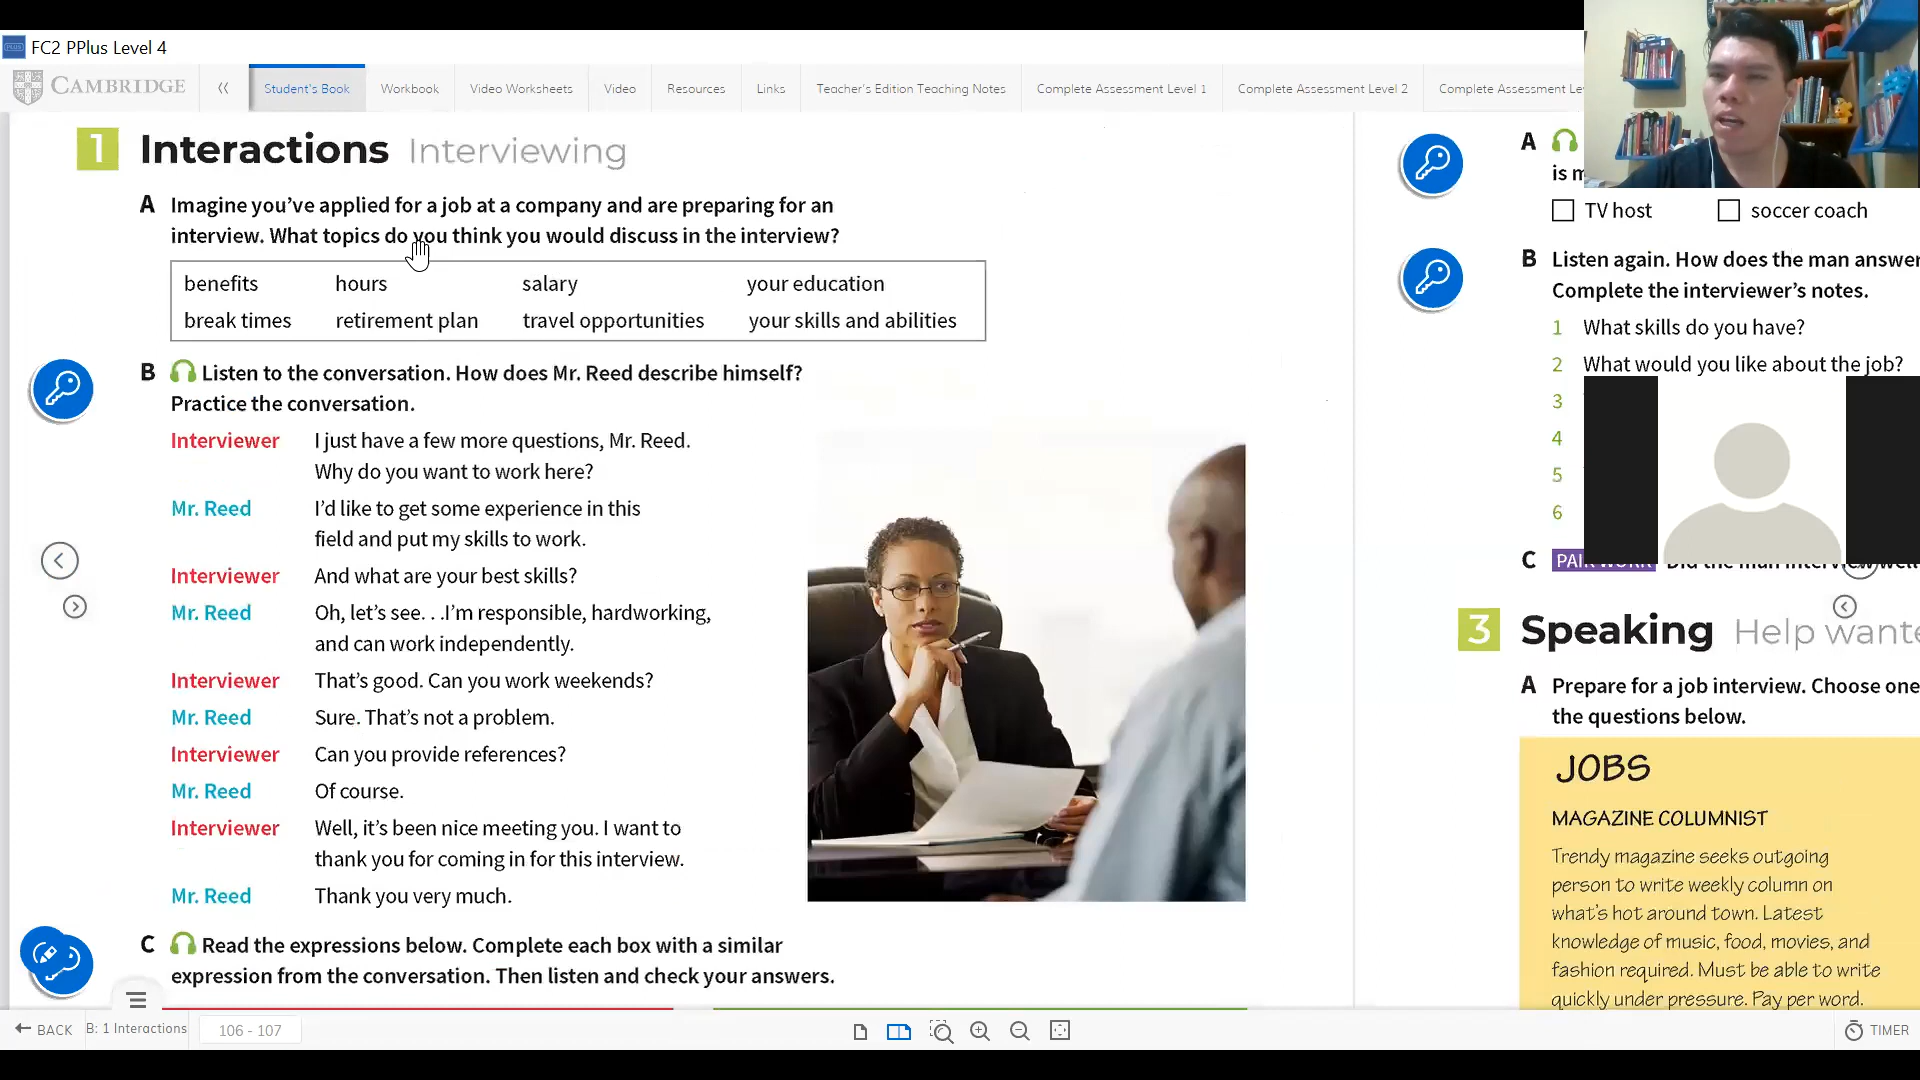 FC2 PPlus Level 4
CAMBRIDGE
Student's Book
Workbook
Video Worksheets
Video
Resources
Links
Teacher's Edition Teaching Notes
Complete Assessment Level 1
Complete Assessment Level 2
Complete Assessment Le
1 Interactions Interviewing
A Imagine you've applied for a job at a company and are preparing for an
interview. What topics do you think you would discuss in the interview?
benefits hours salary your education
break times retirement plan travel opportunities your skills and abilities
B Listen to the conversation. How does Mr. Reed describe himself?
Practice the conversation.
Interviewer I just have a few more questions, Mr. Reed.
Why do you want to work here?
Mr. Reed I'd like to get some experience in this
field and put my skills to work.
Interviewer And what are your best skills?
Mr. Reed Oh, let's see. . .I'm responsible, hardworking,
and can work independently.
Interviewer That's good. Can you work weekends?
Mr. Reed Sure. That's not a problem.
Interviewer Can you provide references?
Mr. Reed Of course.
Interviewer Well, it's been nice meeting you. I want to
thank you for coming in for this interview.
Mr. Reed Thank you very much.
C Read the expressions below. Complete each box with a similar
expression from the conversation. Then listen and check your answers.
A
is
TV host soccer coach
B Listen again. How does the man answer
Complete the interviewer's notes.
1 What skills do you have?
2 What would you like about the job?
3
4
5
6
C PAIR WORK Did the man interview well
3 Speaking Help wante
A Prepare for a job interview. Choose one
the questions below.
JOBS
MAGAZINE COLUMNIST
Trendy magazine seeks outgoing
person to write weekly column on
what's hot around town. Latest
knowledge of music, food, movies, and
fashion required. Must be able to write
quickly under pressure. Pay per word.
BACK
B: 1 Interactions
106 - 107
TIMER